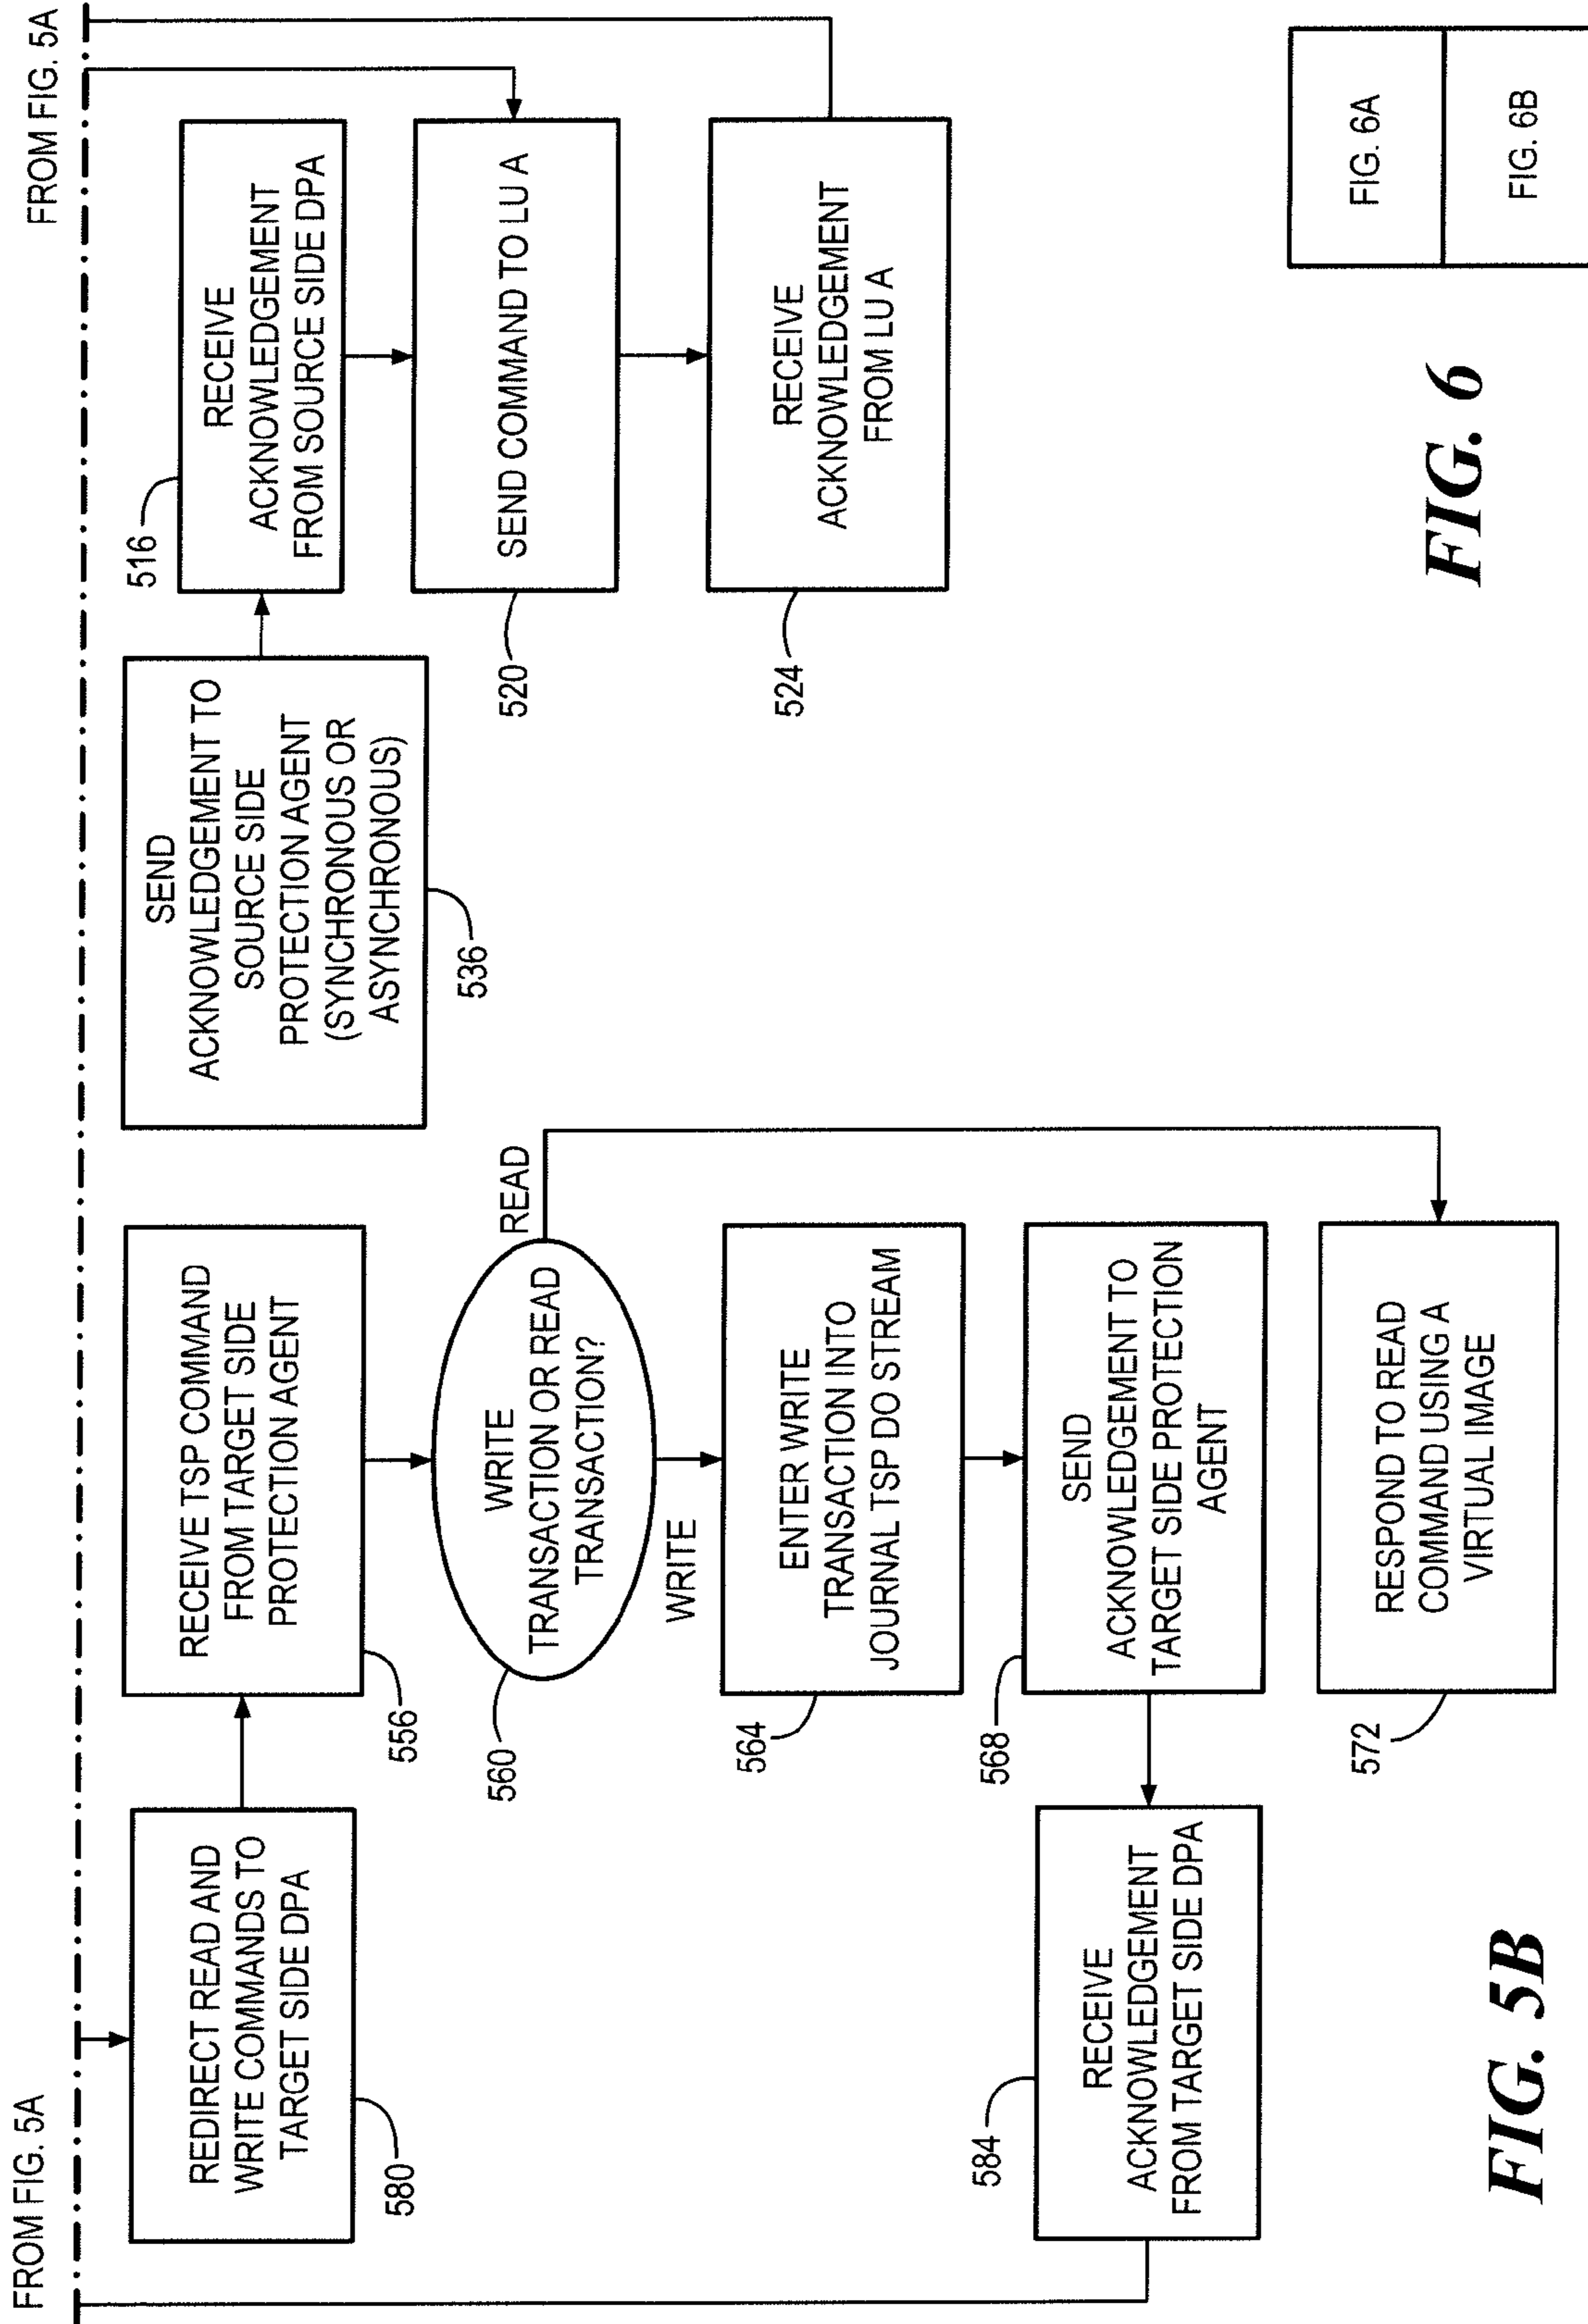 FROM FIG. 5A
FROM FIG. 5A
REDIRECT READ AND
WRITE COMMANDS TO
TARGET SIDE DPA
580
RECEIVE TSP COMMAND
FROM TARGET SIDE
PROTECTION AGENT
556
WRITE
TRANSACTION OR READ
TRANSACTION?
560
READ
WRITE
ENTER WRITE
TRANSACTION INTO
JOURNAL TSP DO STREAM
564
SEND
ACKNOWLEDGEMENT TO
TARGET SIDE PROTECTION
AGENT
568
RESPOND TO READ
COMMAND USING A
VIRTUAL IMAGE
572
RECEIVE
ACKNOWLEDGEMENT
FROM TARGET SIDE DPA
584
SEND
ACKNOWLEDGEMENT TO
SOURCE SIDE
PROTECTION AGENT
(SYNCHRONOUS OR
ASYNCHRONOUS)
536
RECEIVE
ACKNOWLEDGEMENT
FROM SOURCE SIDE DPA
516
SEND COMMAND TO LU A
520
RECEIVE
ACKNOWLEDGEMENT
FROM LU A
524
FIG. 5B
FIG. 6A
FIG. 6B
FIG. 6